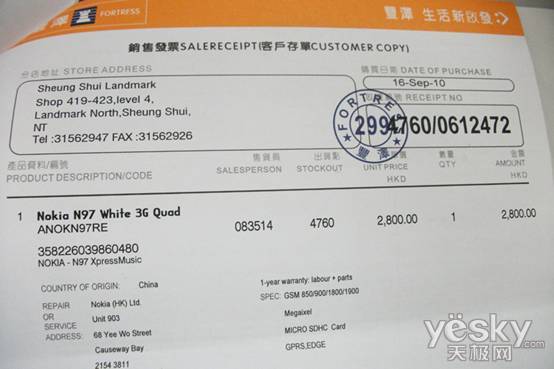 豐澤 FORTRESS
豐澤 生活新啟發:
銷售發票SALERECEIPT(客戶存單CUSTOMER COPY)
分店地址 STORE ADDRESS
購買日期 DATE OF PURCHASE
Sheung Shui Landmark
16-Sep-10
Shop 419-423,level 4,
RECEIPT NO
Landmark North,Sheung Shui,
NT
2994760/0612472
Tel :31562947 FAX :31562926
FORTRESS
豐澤
產品資料/編號
售貨員
出貨點
數量
金額
PRODUCT DESCRIPTION/CODE
SALESPERSON
STOCKOUT
UNIT PRICE
QTY
AMOUNT
HKD
HKD
1 Nokia N97 White 3G Quad
083514 4760 2,800.00 1 2,800.00
ANOKN97RE
358226039860480
NOKIA - N97 XpressMusic
COUNTRY OF ORIGIN: China
1-year warranty: labour + parts
REPAIR Nokia (HK) Ltd.
SPEC: GSM 850/900/1800/1900
OR Unit 903
Megaixel
SERVICE
ADDRESS: 68 Yee Wo Street
MICRO SDHC Card
Causeway Bay
GPRS,EDGE
2154 3811
yësky
天极网.com